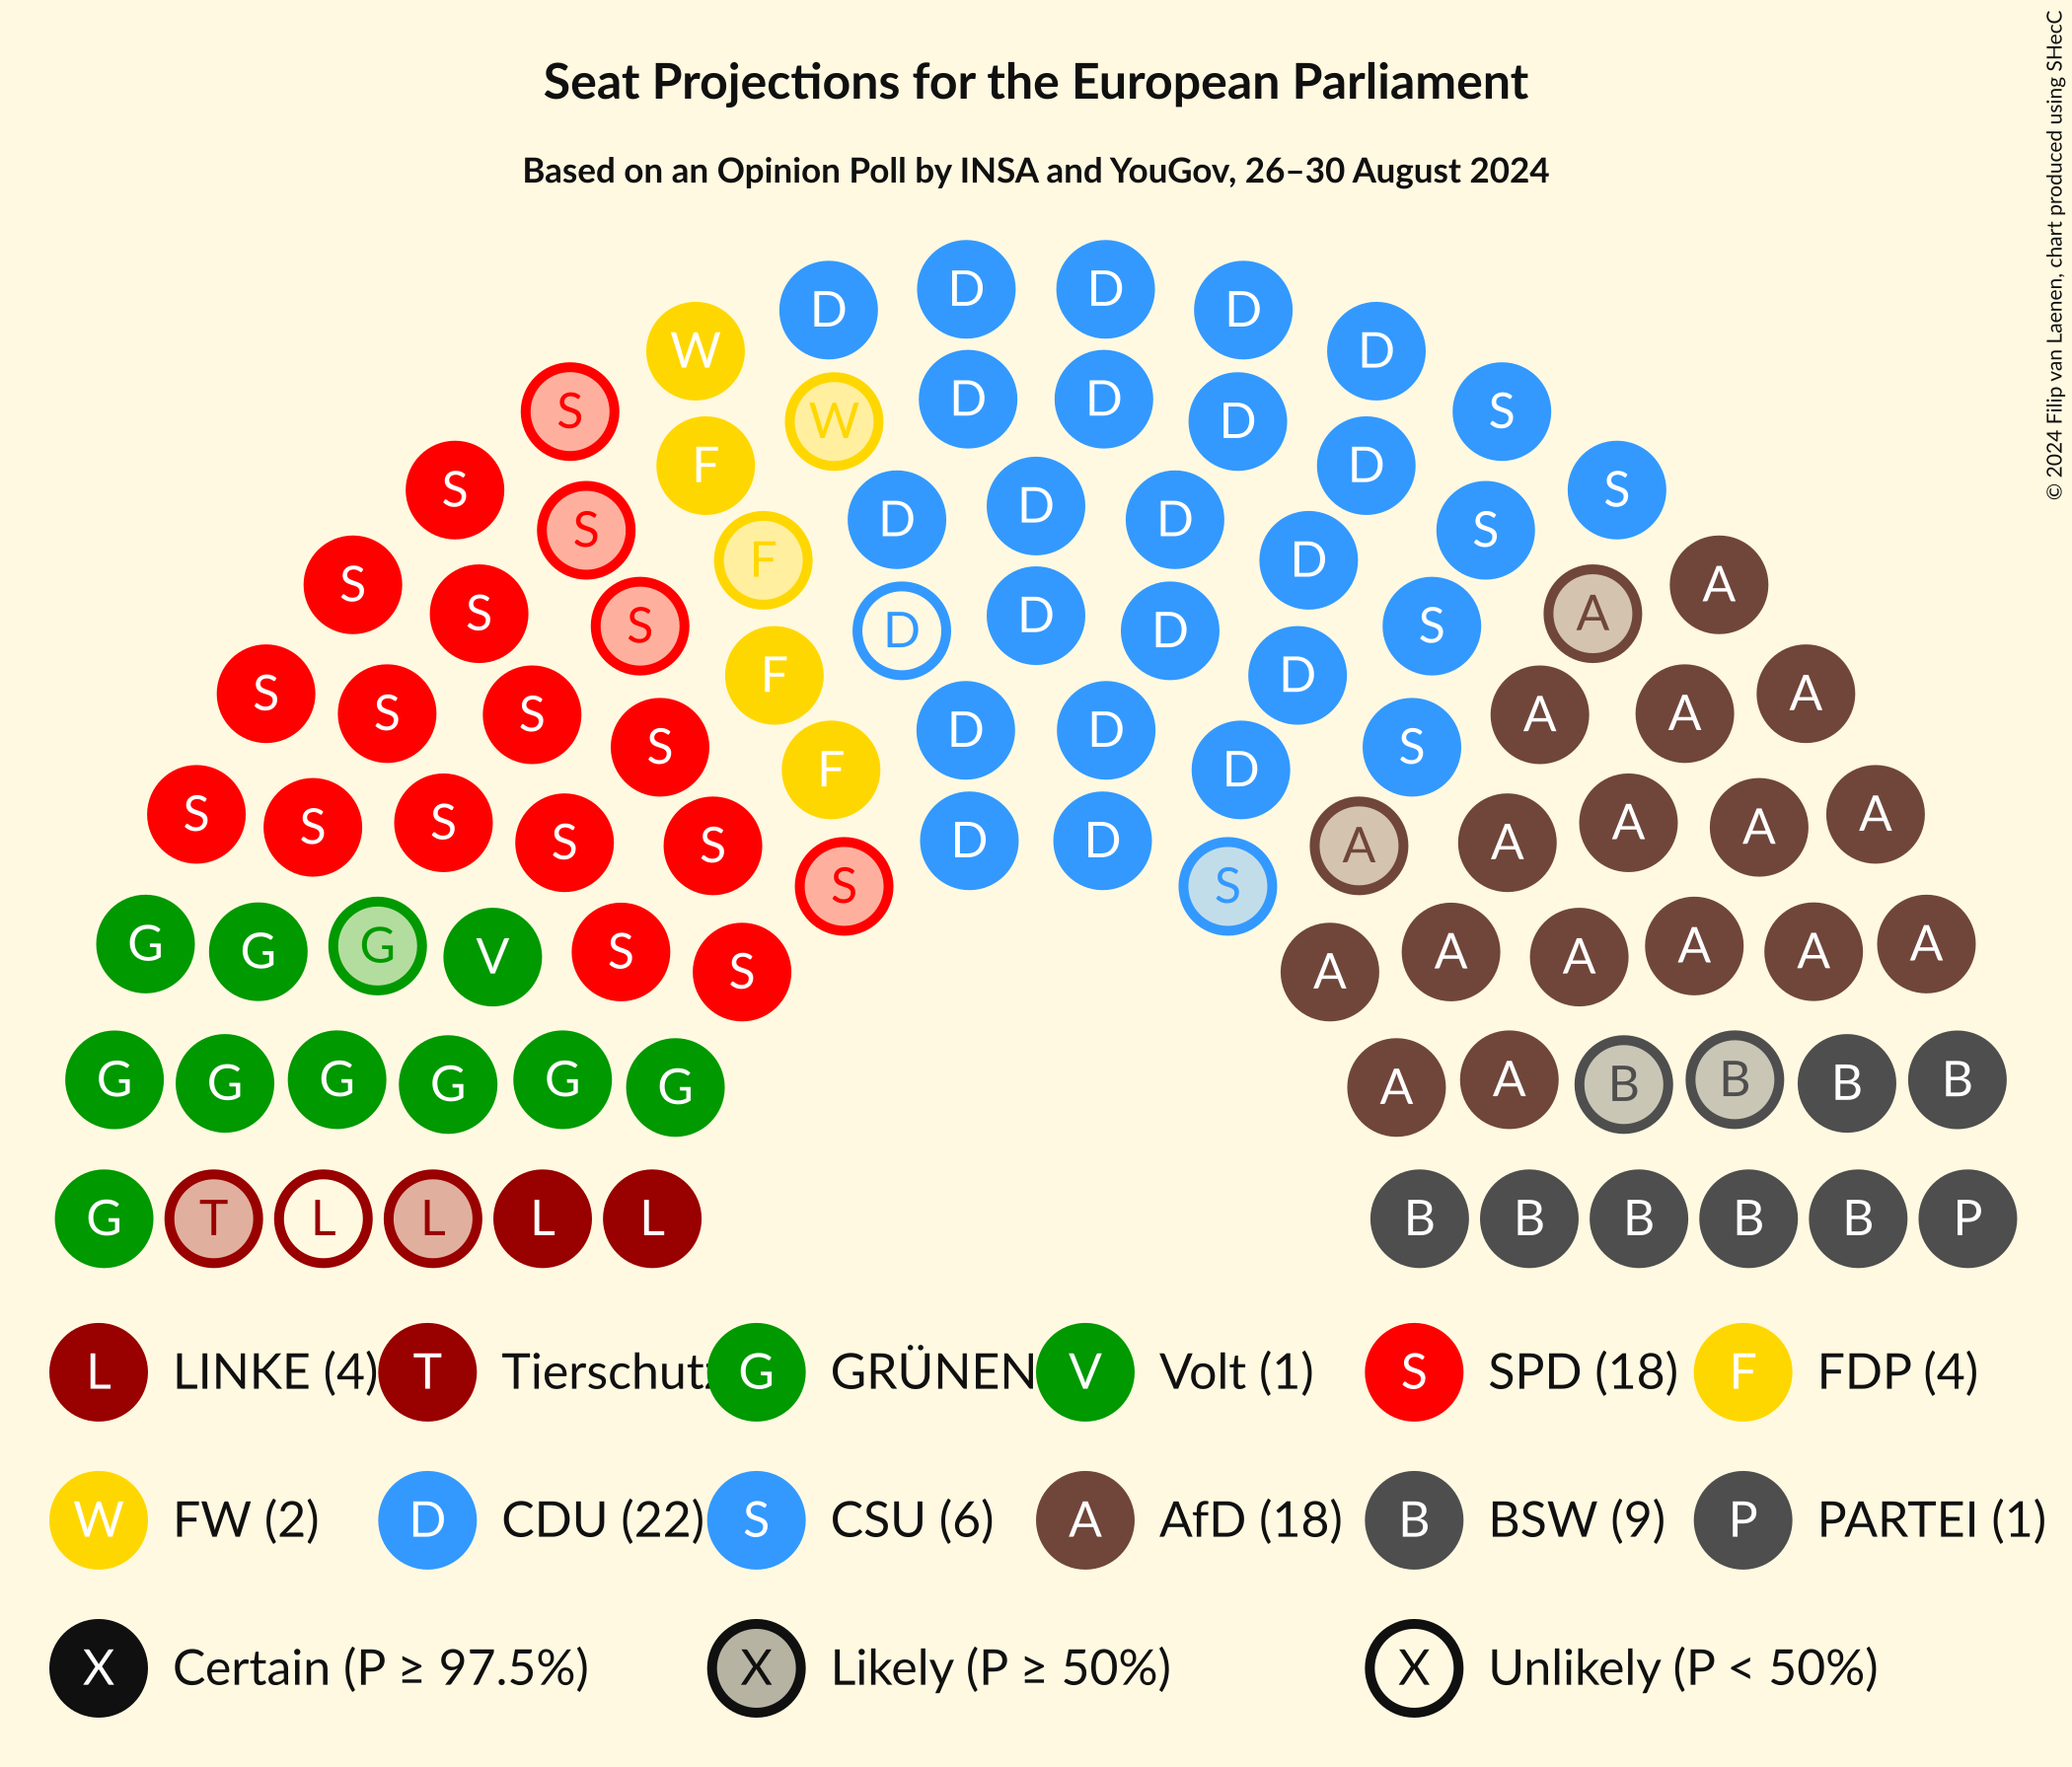 Seat Projections for the European Parliament
Based on an Opinion Poll by INSA and YouGov, 26–30 August 2024
© 2024 Filip van Laenen, chart produced using SHecC
D D D D
W D D
S W D D D S
S F D D S
S S F D D D D S
S S S D D D D S A A
S S S S F D D S A A A
S S S S S F D D D A A A A
S D D S A
G G G V S S A A A A A A
G G G G G G A A B B B B
G T L L L L B B B B B P
L LINKE (4) T Tierschutz G GRÜNEN V Volt (1) S SPD (18) F FDP (4)
W FW (2) D CDU (22) S CSU (6) A AfD (18) B BSW (9) P PARTEI (1)
X Certain (P ≥ 97.5%) X Likely (P ≥ 50%) X Unlikely (P < 50%)